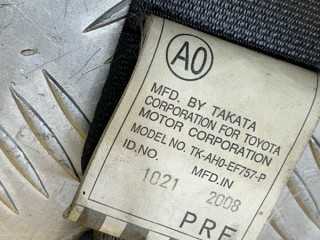 A0
MFD. BY TAKATA
CORPORATION FOR TOYOTA
MOTOR CORPORATION
MODEL NO. TK-AH0-EF757-P
ID.NO. MFD.IN
1021 2008
PRE